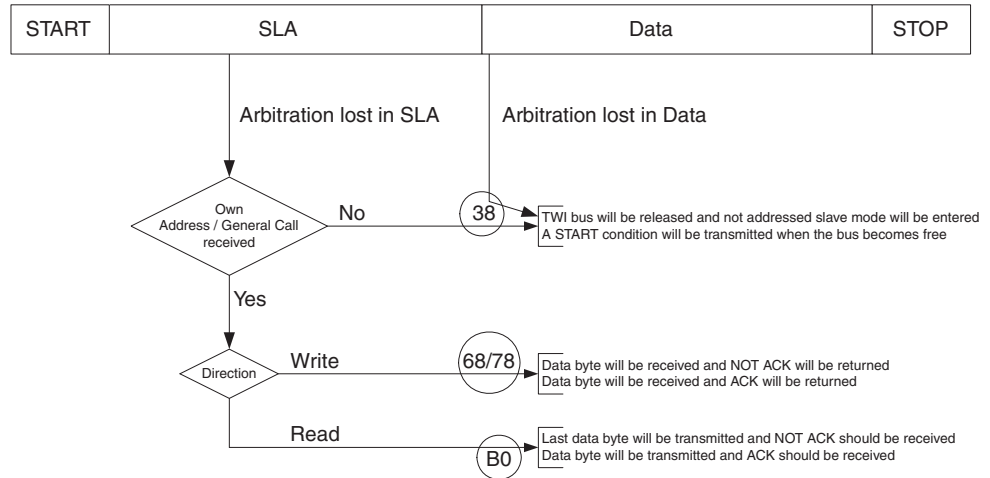 START SLA Data STOP
Arbitration lost in SLA Arbitration lost in Data
Own
Address / General Call
received
No
38
TWI bus will be released and not addressed slave mode will be entered
A START condition will be transmitted when the bus becomes free
Yes
Direction
Write
68/78
Data byte will be received and NOT ACK will be returned
Data byte will be received and ACK will be returned
Read
B0
Last data byte will be transmitted and NOT ACK should be received
Data byte will be transmitted and ACK should be received